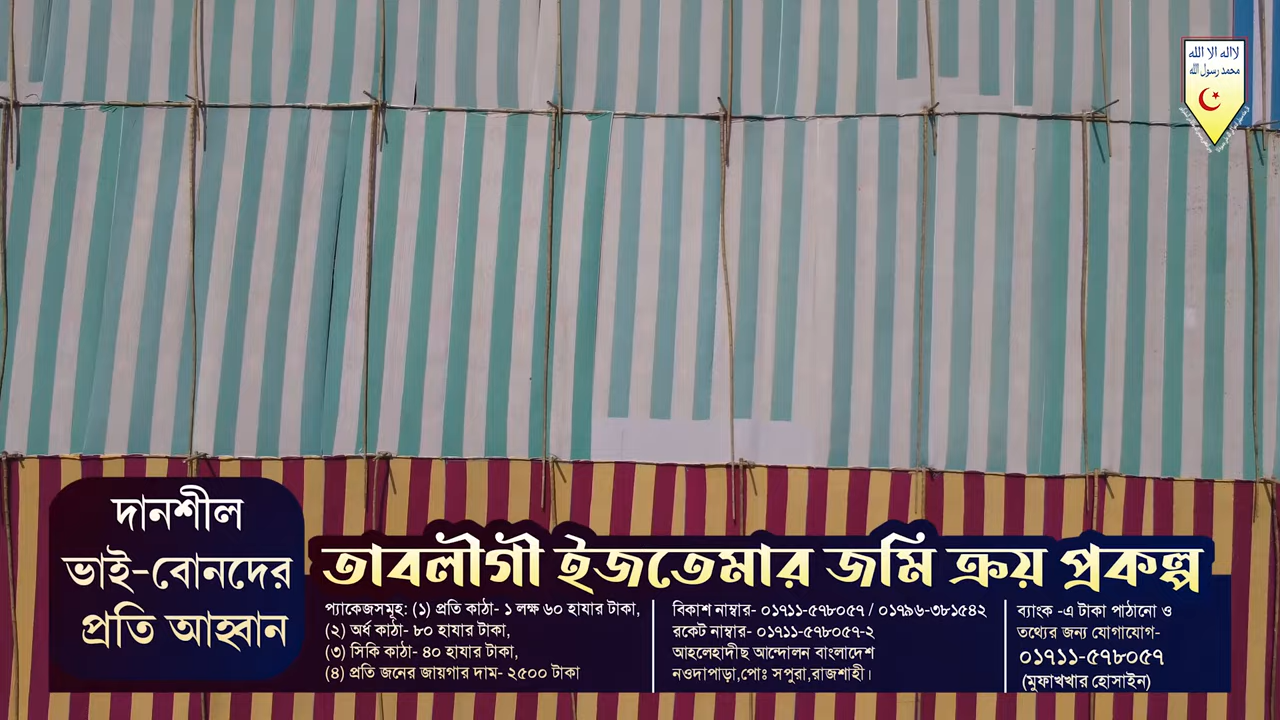 لااله الا الله
محمد رسول الله
দানশীল
ভাই-বোনদের
প্রতি আহ্বান
তাবলীগী ইজতেমার জমি ক্রয় প্রকল্প
প্যাকেজসমূহ: (১) প্রতি কাঠা- ১ লক্ষ ৬০ হাযার টাকা,
(২) অর্ধ কাঠা- ৮০ হাযার টাকা,
(৩) সিকি কাঠা- ৪০ হাযার টাকা,
(৪) প্রতি জনের জায়গার দাম- ২৫০০ টাকা
বিকাশ নাম্বার- ০১৭১১-৫৭৮০৫৭ / ০১৭৯৬-৩৮১৫৪২
রকেট নাম্বার- ০১৭১১-৫৭৮০৫৭-২
আহলেহাদীছ আন্দোলন বাংলাদেশ
নওদাপাড়া,পোঃ সপুরা,রাজশাহী।
ব্যাংক -এ টাকা পাঠানো ও
তথ্যের জন্য যোগাযোগ-
০১৭১১-৫৭৮০৫৭
(মুফাখখার হোসাইন)